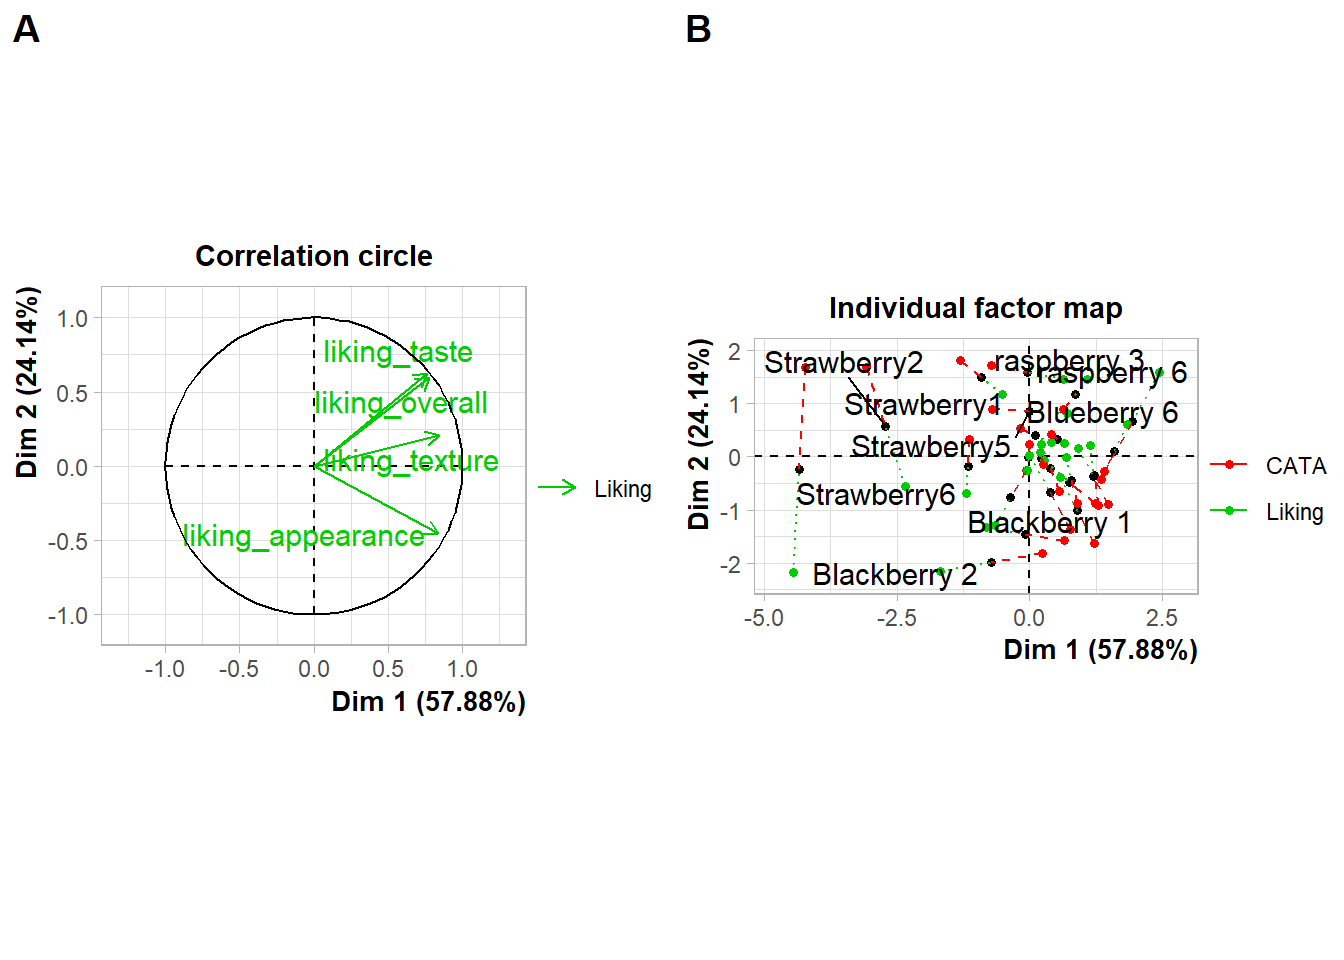 A
B
Correlation circle
Dim 2 (24.14%)
1.0
0.5
0.0
-0.5
-1.0
liking_taste
liking_overall
liking_texture
liking_appearance
-1.0 -0.5 0.0 0.5 1.0
Dim 1 (57.88%)
Liking
Individual factor map
Dim 2 (24.14%)
2
1
0
-1
-2
Strawberry2
raspberry 3
raspberry 6
Strawberry1
Blueberry 6
Strawberry5
Strawberry6
Blackberry 1
Blackberry 2
-5.0 -2.5 0.0 2.5
Dim 1 (57.88%)
CATA
Liking